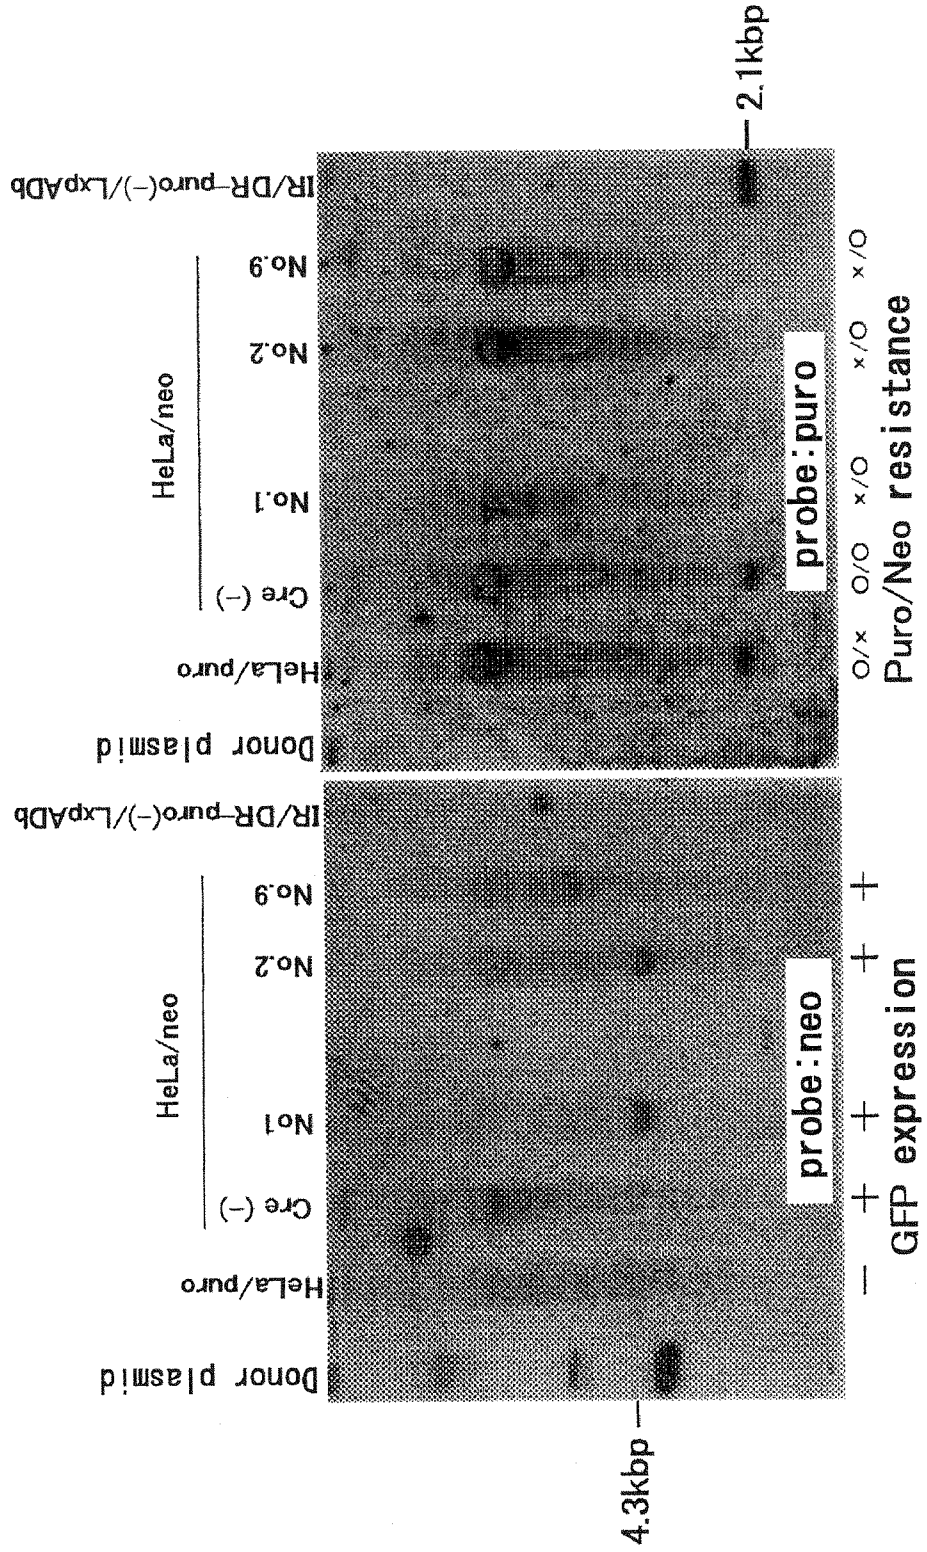 Donor plasmid
HeLa/puro
Cre (−)
No1
No.2
No.9
HeLa/neo
IR/DR-puro(−)/LxpADb
4.3kbp
probe:neo
− + + + +
GFP expression
Donor plasmid
HeLa/puro
Cre (−)
No.1
No.2
No.9
HeLa/neo
IR/DR-puro(−)/LxpADb
2.1kbp
probe:puro
○/× ○/○ ×/○ ×/○ ×/○
Puro/Neo resistance